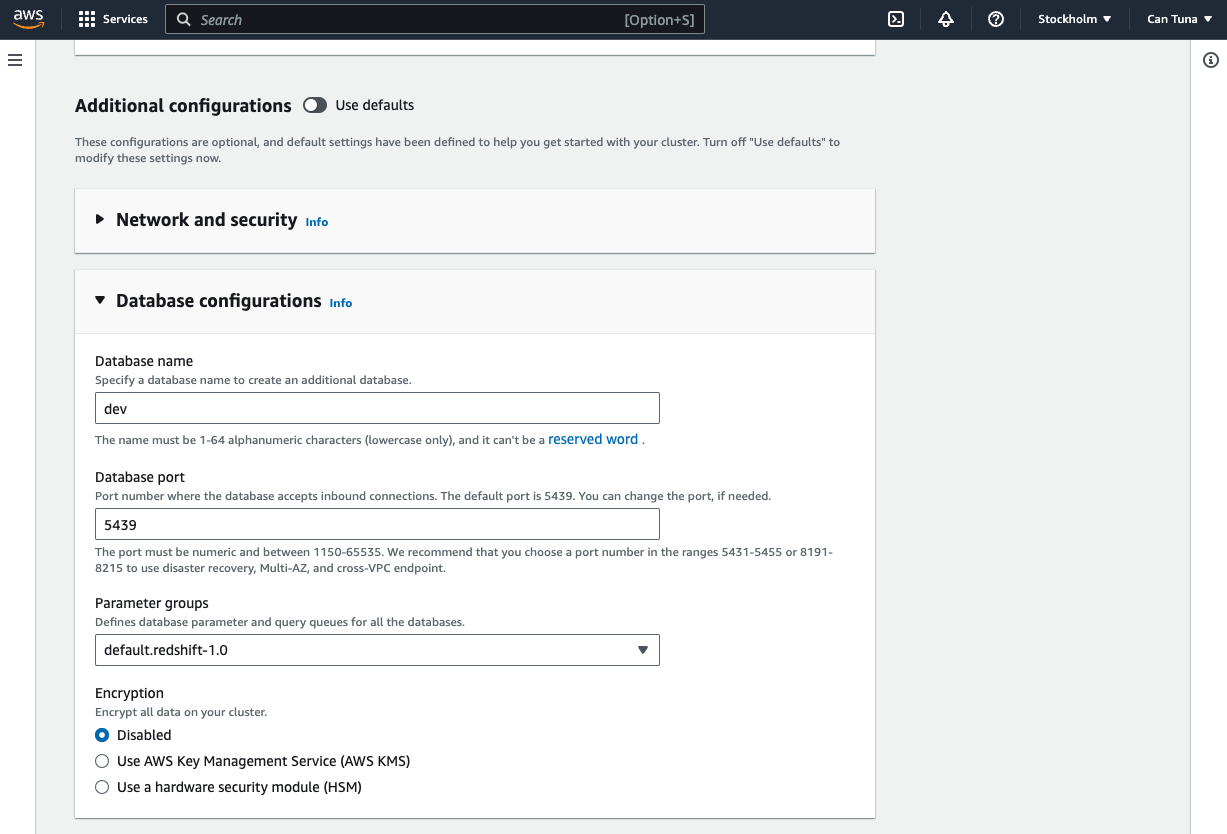 aws
Services
Search
[Option+S]
Stockholm
Can Tuna
Additional configurations
Use defaults
These configurations are optional, and default settings have been defined to help you get started with your cluster. Turn off "Use defaults" to
modify these settings now.
Network and security Info
Database configurations Info
Database name
Specify a database name to create an additional database.
dev
The name must be 1-64 alphanumeric characters (lowercase only), and it can't be a reserved word .
Database port
Port number where the database accepts inbound connections. The default port is 5439. You can change the port, if needed.
5439
The port must be numeric and between 1150-65535. We recommend that you choose a port number in the ranges 5431-5455 or 8191-
8215 to use disaster recovery, Multi-AZ, and cross-VPC endpoint.
Parameter groups
Defines database parameter and query queues for all the databases.
default.redshift-1.0
Encryption
Encrypt all data on your cluster.
Disabled
Use AWS Key Management Service (AWS KMS)
Use a hardware security module (HSM)